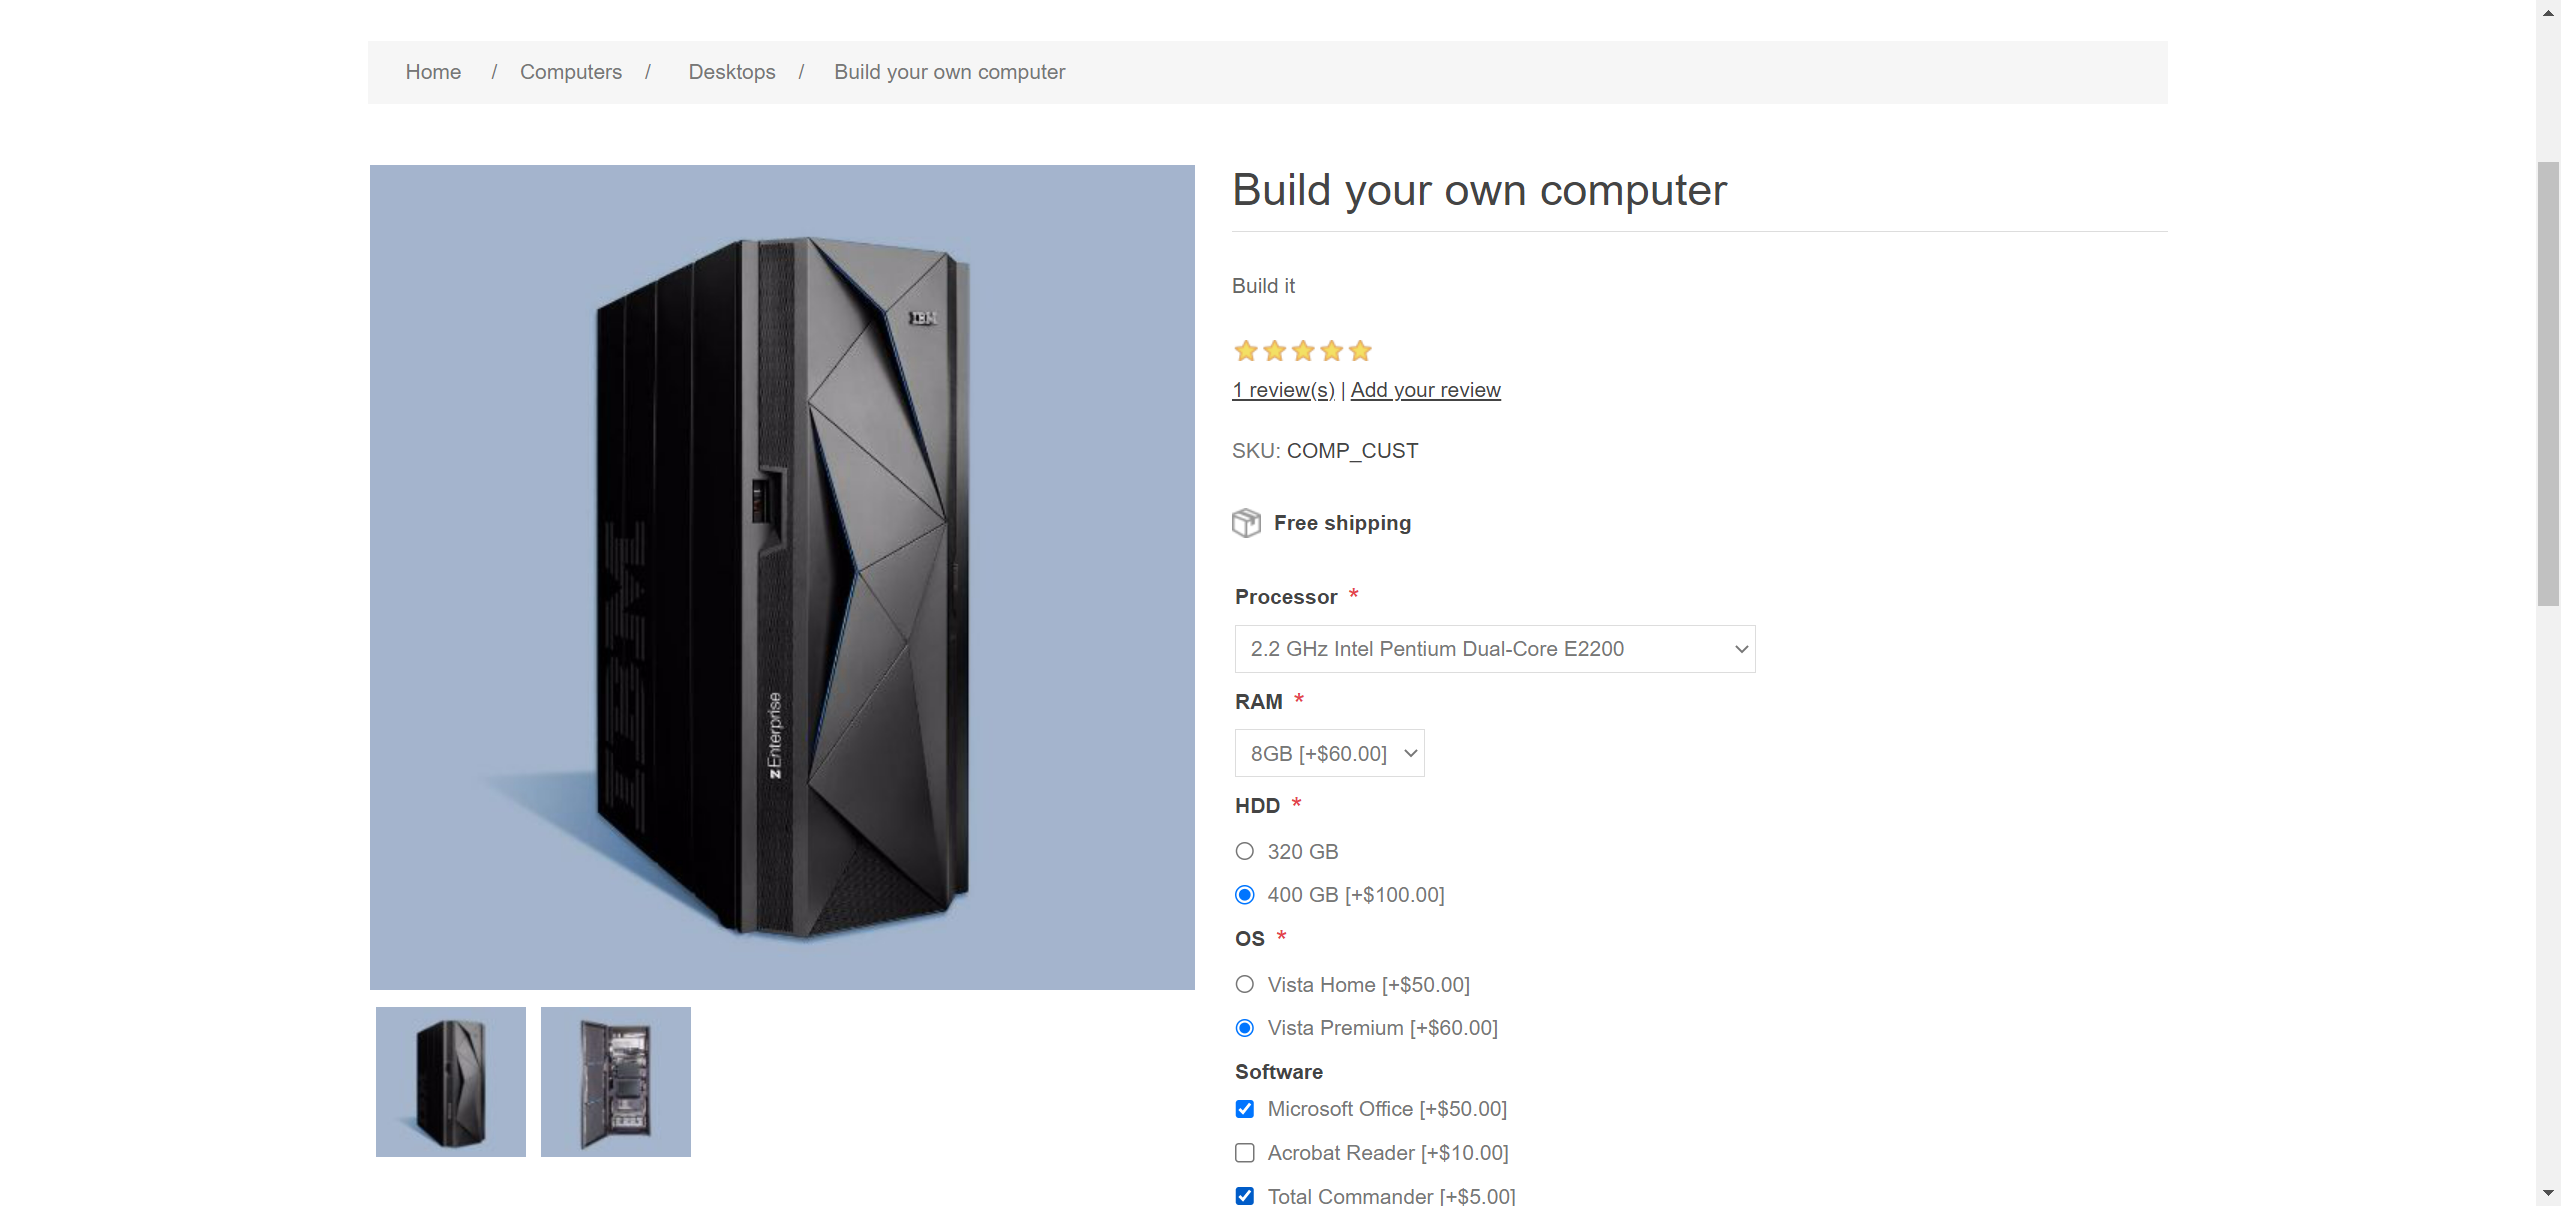 Home / Computers / Desktops / Build your own computer
IBM
IBM
zEnterprise
Build your own computer
Build it
1 review(s) | Add your review
SKU: COMP_CUST
Free shipping
Processor *
2.2 GHz Intel Pentium Dual-Core E2200
RAM *
8GB [+$60.00]
HDD *
320 GB
400 GB [+$100.00]
OS *
Vista Home [+$50.00]
Vista Premium [+$60.00]
Software
Microsoft Office [+$50.00]
Acrobat Reader [+$10.00]
Total Commander [+$5.00]